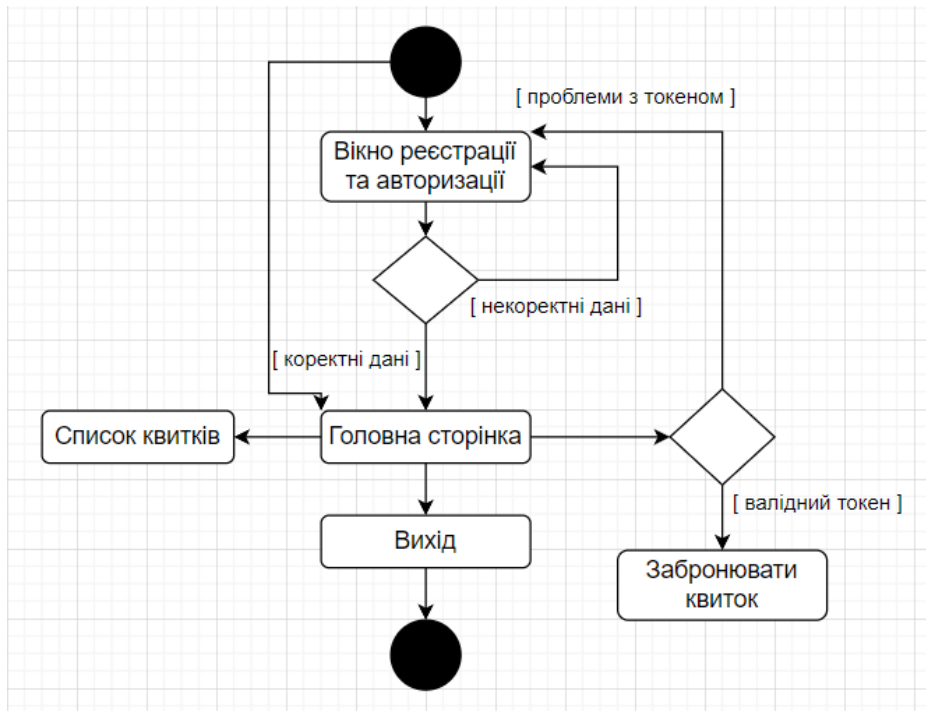 [ проблеми з токеном ]
Вікно реєстрації
та авторизації
[ некоректні дані ]
[ коректні дані ]
Список квитків
Головна сторінка
[ валідний токен ]
Вихід
Забронювати
квиток